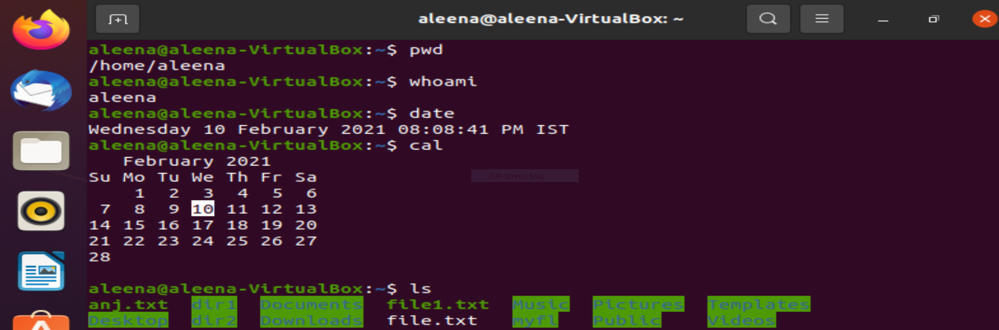 aleena@aleena-VirtualBox: ~
aleena@aleena-VirtualBox:~$ pwd
/home/aleena
aleena@aleena-VirtualBox:~$ whoami
aleena
aleena@aleena-VirtualBox:~$ date
Wednesday 10 February 2021 08:08:41 PM IST
aleena@aleena-VirtualBox:~$ cal
   February 2021
Su Mo Tu We Th Fr Sa
    1  2  3  4  5  6
 7  8  9 10 11 12 13
14 15 16 17 18 19 20
21 22 23 24 25 26 27
28
Full-screen Snip
aleena@aleena-VirtualBox:~$ ls
anj.txt  dir1  Documents  file1.txt  Music  Pictures  Templates
Desktop  dir2  Downloads  file.txt  myfl  Public  Videos